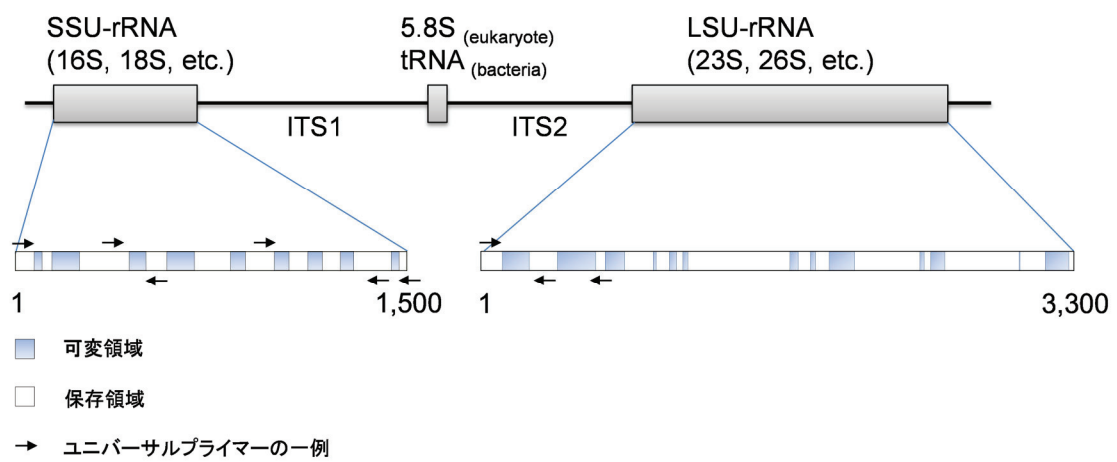 SSU-rRNA
(16S, 18S, etc.)
5.8S (eukaryote)
tRNA (bacteria)
LSU-rRNA
(23S, 26S, etc.)
ITS1
ITS2
1
1,500
1
3,300
可変領域
保存領域
ユニバーサルプライマーの一例